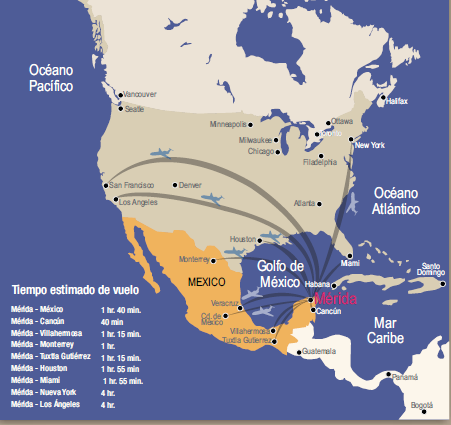 Océano
Pacífico
Vancouver
Seatle
Halifax
Minneapolis
Ottawa
Toronto
Milwaukee
Chicago
New York
Filadelphia
San Francisco
Denver
Los Angeles
Atlanta
Océano
Atlántico
Houston
Monterrey
Miami
Golfo de
México
Santo
Domingo
MEXICO
Habana
Mérida
Cancún
Veracruz
Cd. de
México
Villahermosa
Tuxtla Gutierrez
Mar
Caribe
Guatemala
Panamá
Bogotá
Tiempo estimado de vuelo
Mérida - México 1 hr. 40 min.
Mérida - Cancún 40 min
Mérida - Villahermosa 1 hr. 15 min.
Mérida - Monterrey 1 hr.
Mérida - Tuxtla Gutiérrez 1 hr. 15 min.
Mérida - Houston 1 hr. 55 min
Mérida - Miami 1 hr. 55 min.
Mérida - Nueva York 4 hr.
Mérida - Los Ángeles 4 hr.